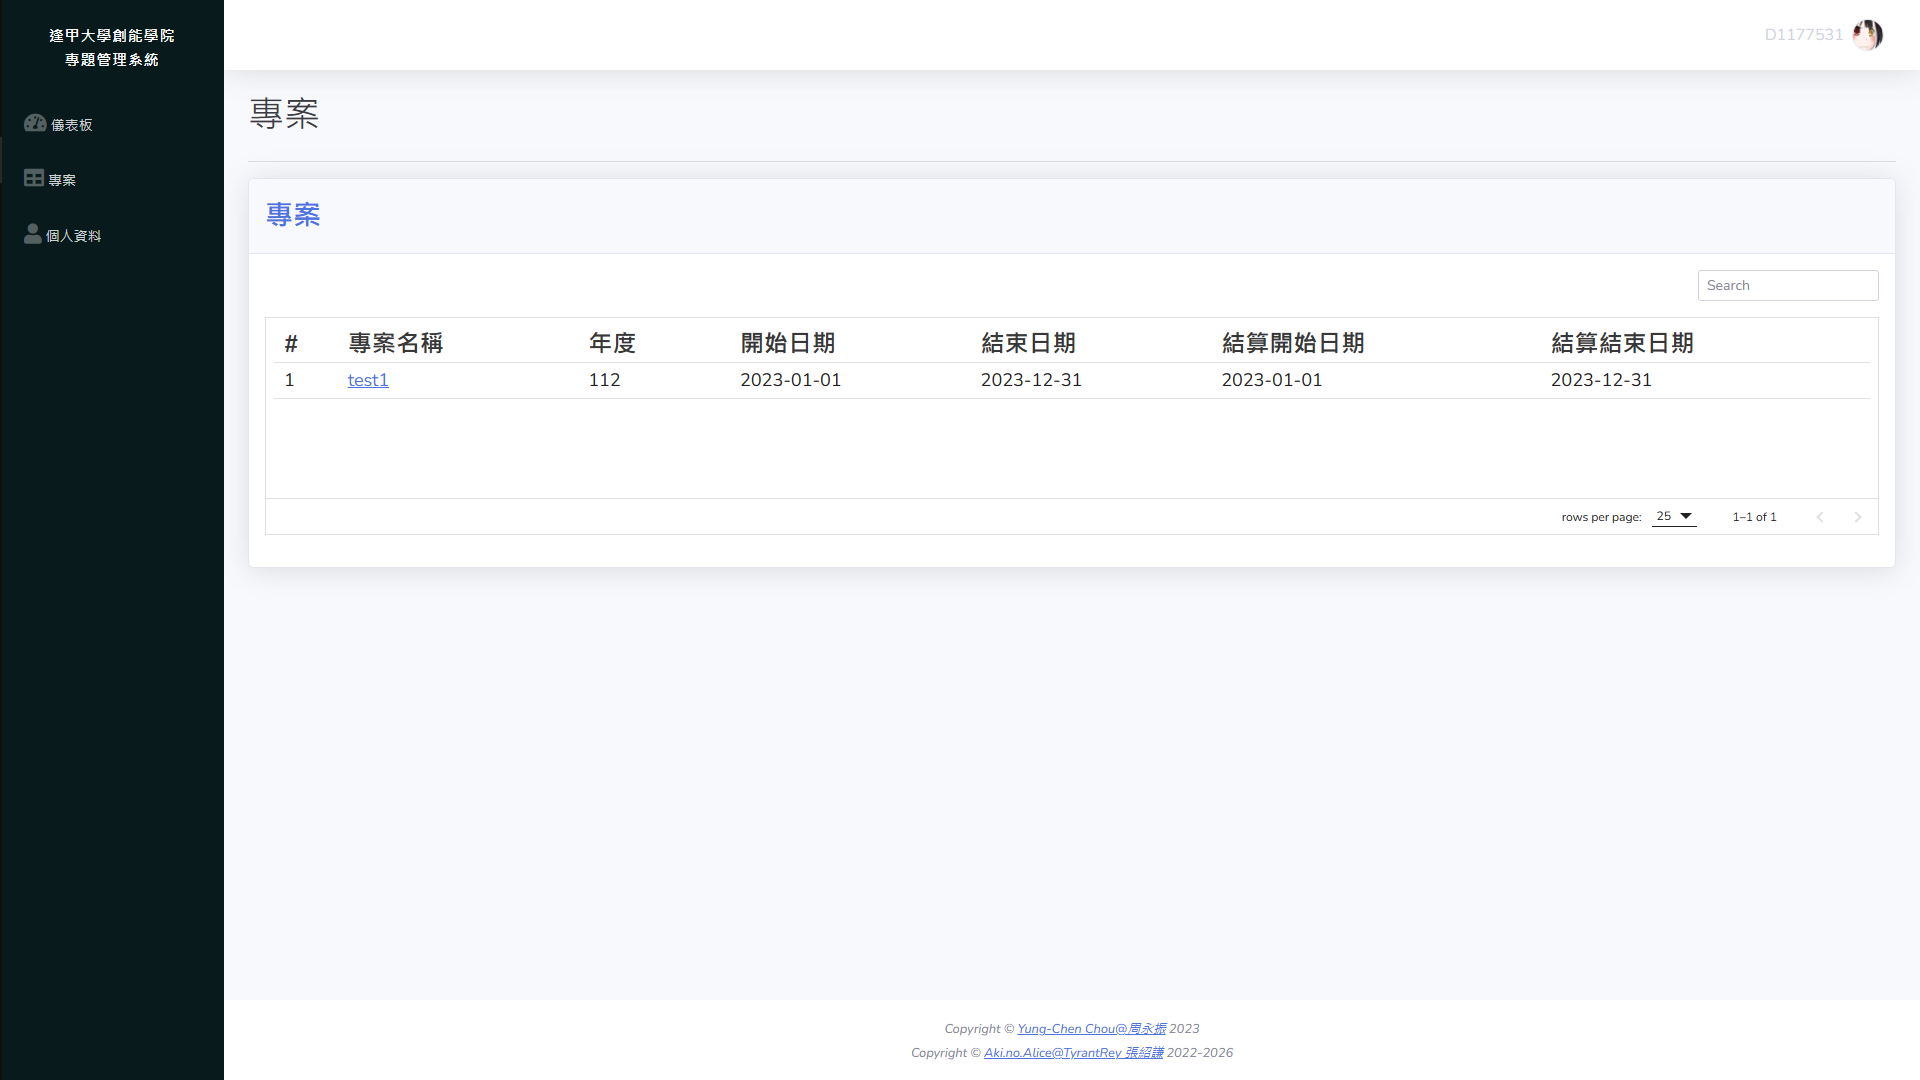 逢甲大學創能學院
專題管理系統
儀表板
專案
個人資料
D1177531
專案
專案
Search
# 專案名稱 年度 開始日期 結束日期 結算開始日期 結算結束日期
1 test1 112 2023-01-01 2023-12-31 2023-01-01 2023-12-31
rows per page: 25 1–1 of 1
Copyright © Yung-Chen Chou@周永振 2023
Copyright © Aki.no.Alice@TyrantRey 張紹謙 2022-2026